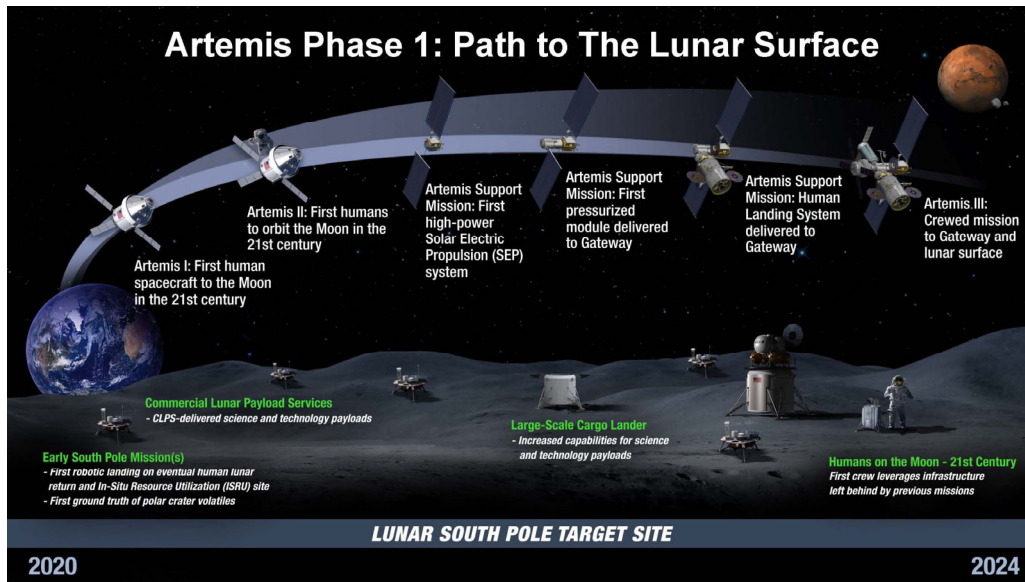 Artemis Phase 1: Path to The Lunar Surface
Artemis I: First human
spacecraft to the Moon
in the 21st century
Artemis II: First humans
to orbit the Moon in the
21st century
Artemis Support
Mission: First
high-power
Solar Electric
Propulsion (SEP)
system
Artemis Support
Mission: First
pressurized
module delivered
to Gateway
Artemis Support
Mission: Human
Landing System
delivered to
Gateway
Artemis III:
Crewed mission
to Gateway and
lunar surface
Commercial Lunar Payload Services
- CLPS-delivered science and technology payloads
Early South Pole Mission(s)
- First robotic landing on eventual human lunar
return and In-Situ Resource Utilization (ISRU) site
- First ground truth of polar crater volatiles
Large-Scale Cargo Lander
- Increased capabilities for science
and technology payloads
Humans on the Moon - 21st Century
First crew leverages infrastructure
left behind by previous missions
LUNAR SOUTH POLE TARGET SITE
2020
2024